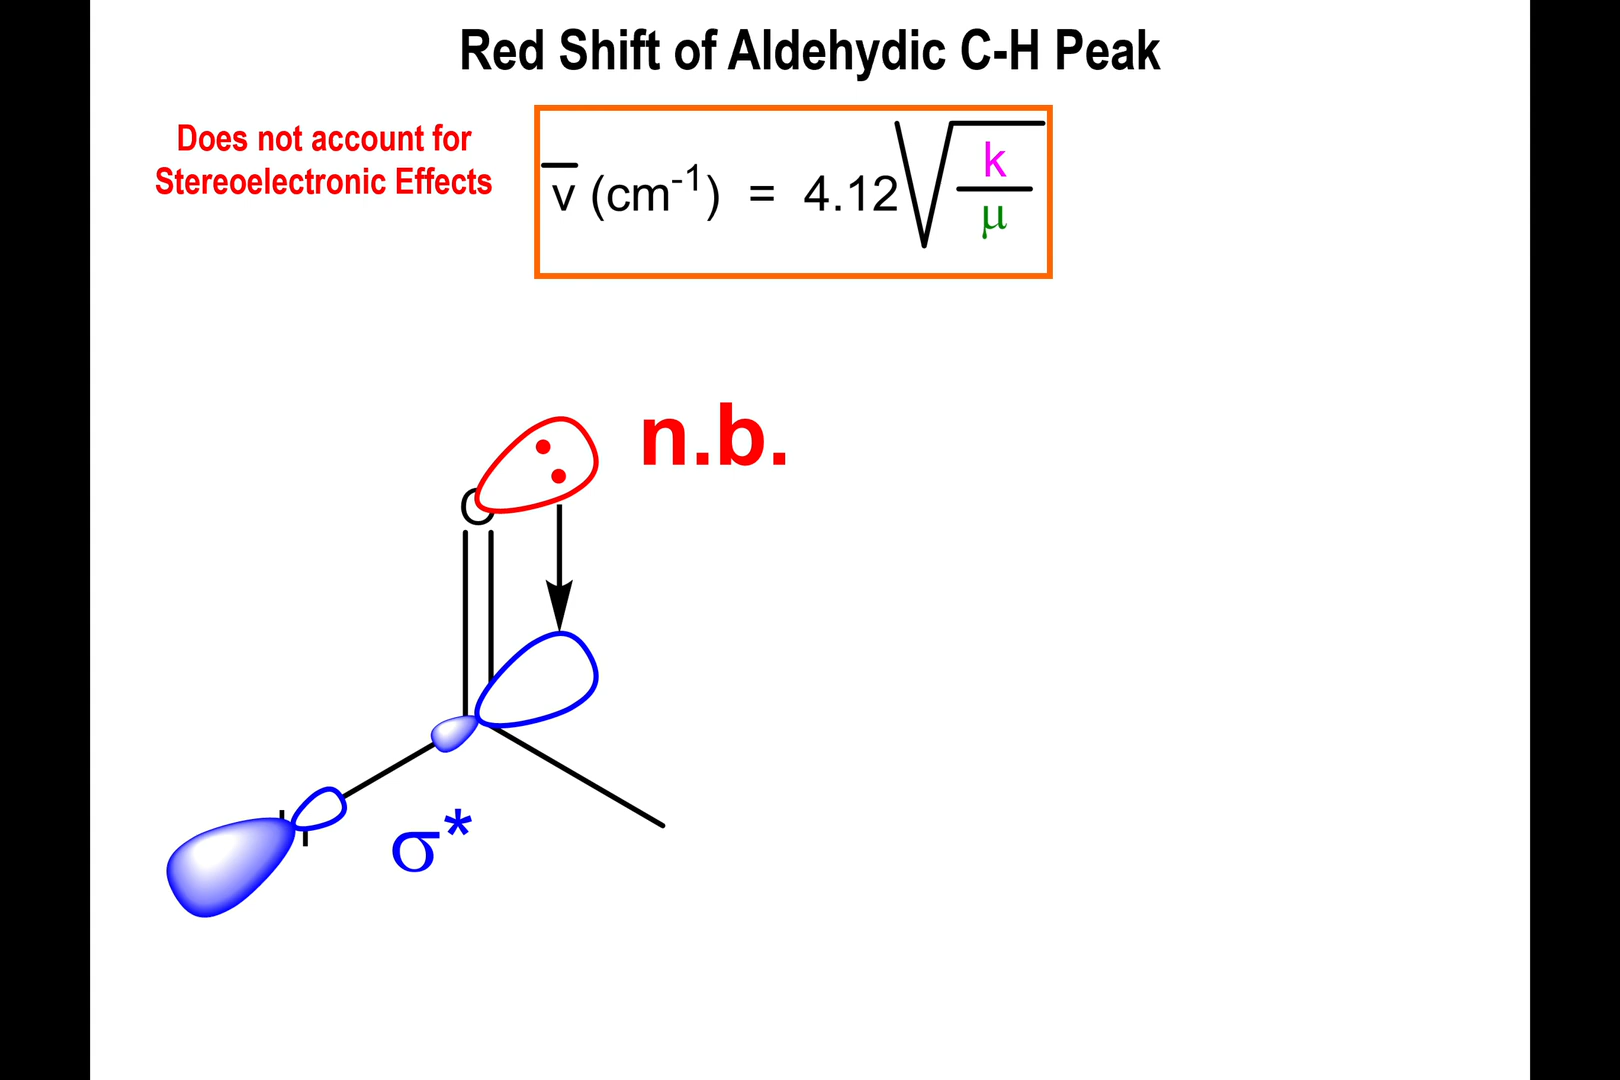 Red Shift of Aldehydic C-H Peak
Does not account for
Stereoelectronic Effects
v̅ (cm⁻¹) = 4.12√(k/μ)
n.b.
O
σ*